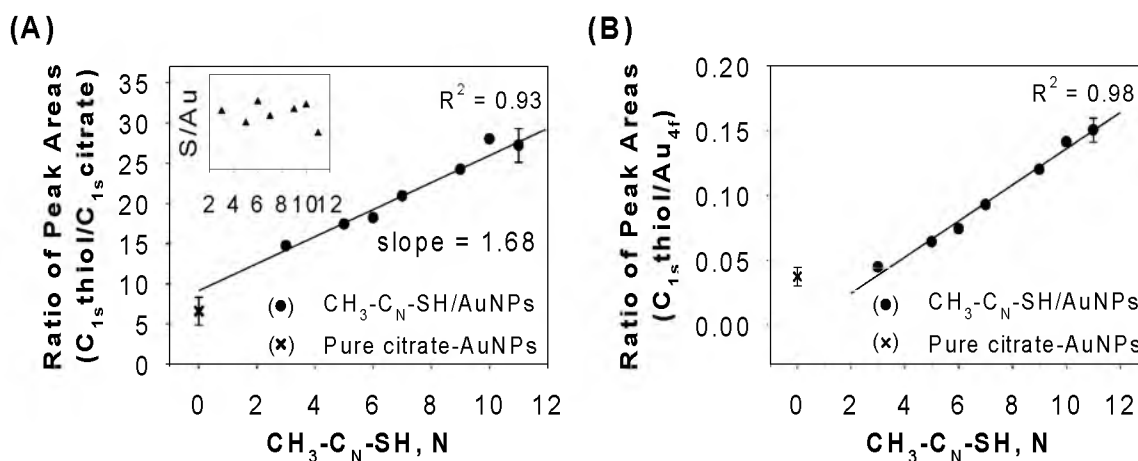 (A)
Ratio of Peak Areas
(C1s thiol/C1s citrate)
35
30
25
20
15
10
5
0
S/Au
2 4 6 8 10 12
R² = 0.93
slope = 1.68
(●) CH₃-C_N-SH/AuNPs
(×) Pure citrate-AuNPs
0 2 4 6 8 10 12
CH₃-C_N-SH, N
(B)
Ratio of Peak Areas
(C1s thiol/Au4f)
0.20
0.15
0.10
0.05
0.00
R² = 0.98
(●) CH₃-C_N-SH/AuNPs
(×) Pure citrate-AuNPs
0 2 4 6 8 10 12
CH₃-C_N-SH, N